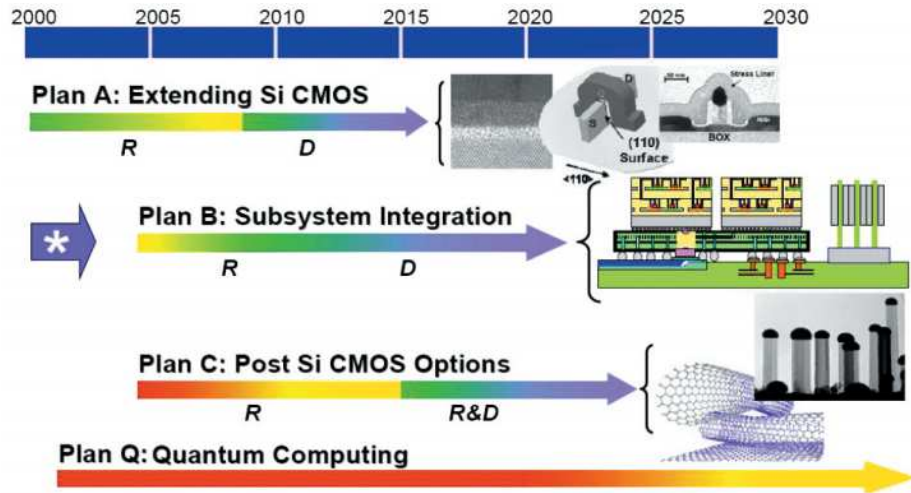 2000 2005 2010 2015 2020 2025 2030
Plan A: Extending Si CMOS
R D
D
S
(110)
Surface
<110>
Stress Liner
BOX
* Plan B: Subsystem Integration
R D
Plan C: Post Si CMOS Options
R R&D
Plan Q: Quantum Computing